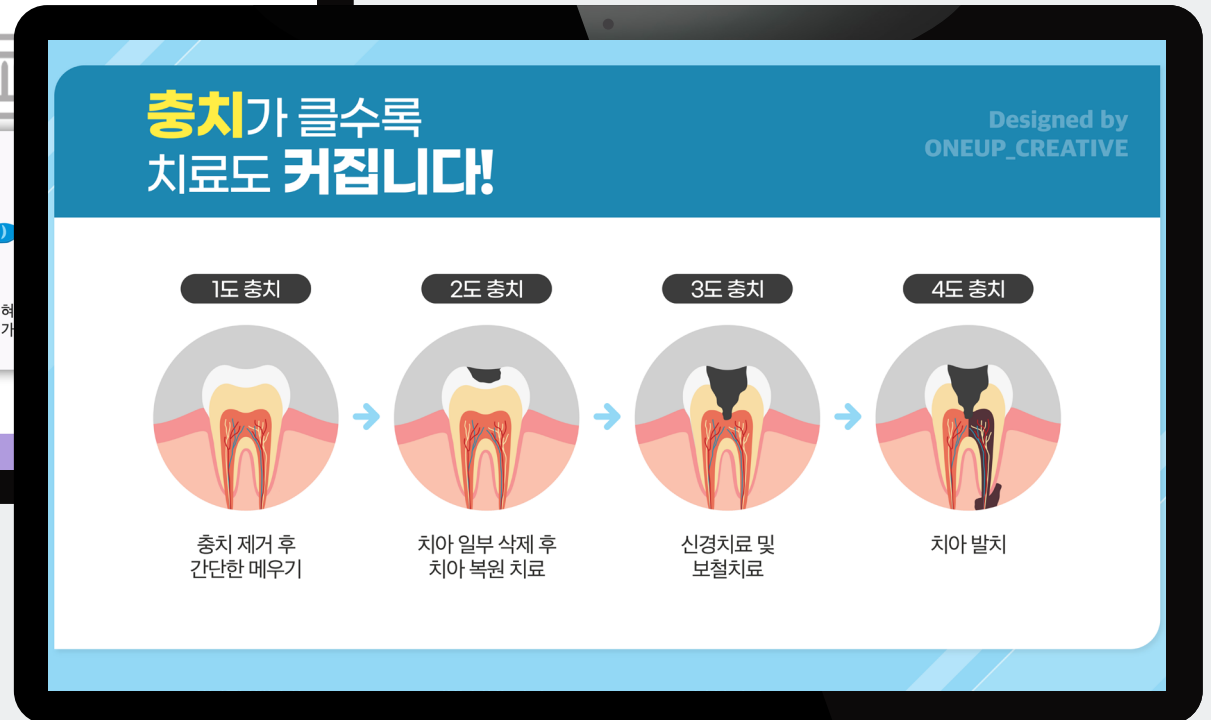 충치가 클수록
치료도 커집니다!
Designed by
ONEUP_CREATIVE
1도 충치
2도 충치
3도 충치
4도 충치
충치 제거 후
간단한 메우기
치아 일부 삭제 후
치아 복원 치료
신경치료 및
보철치료
치아 발치
혀
가